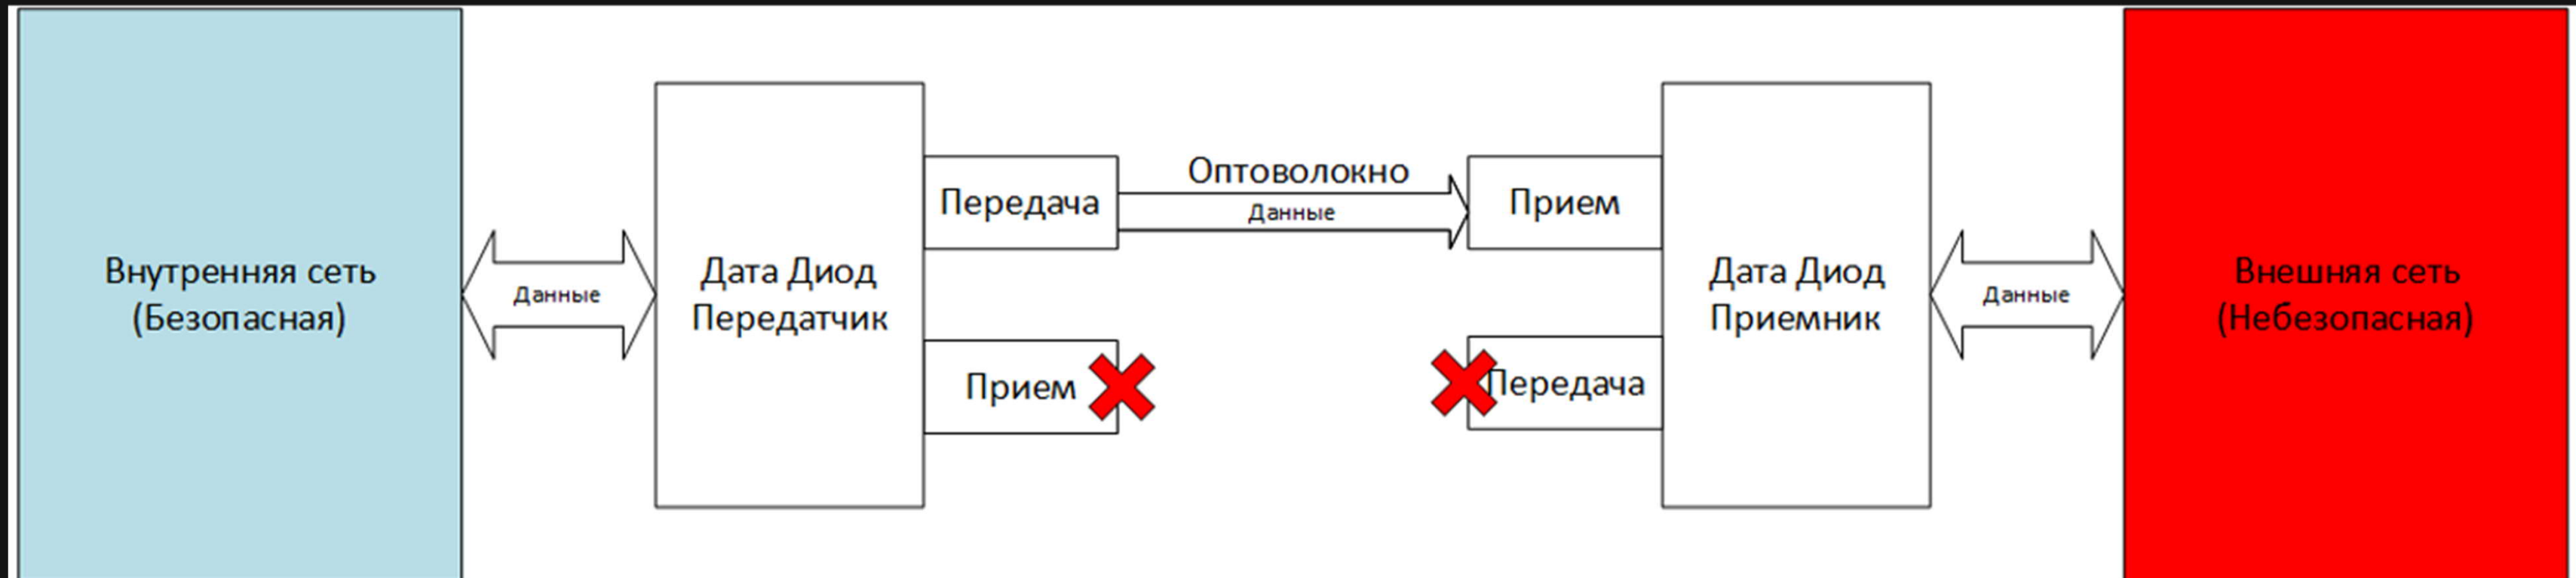 Внутренняя сеть
(Безопасная)
Данные
Дата Диод
Передатчик
Передача
Прием
Оптоволокно
Данные
Прием
Передача
Дата Диод
Приемник
Данные
Внешняя сеть
(Небезопасная)